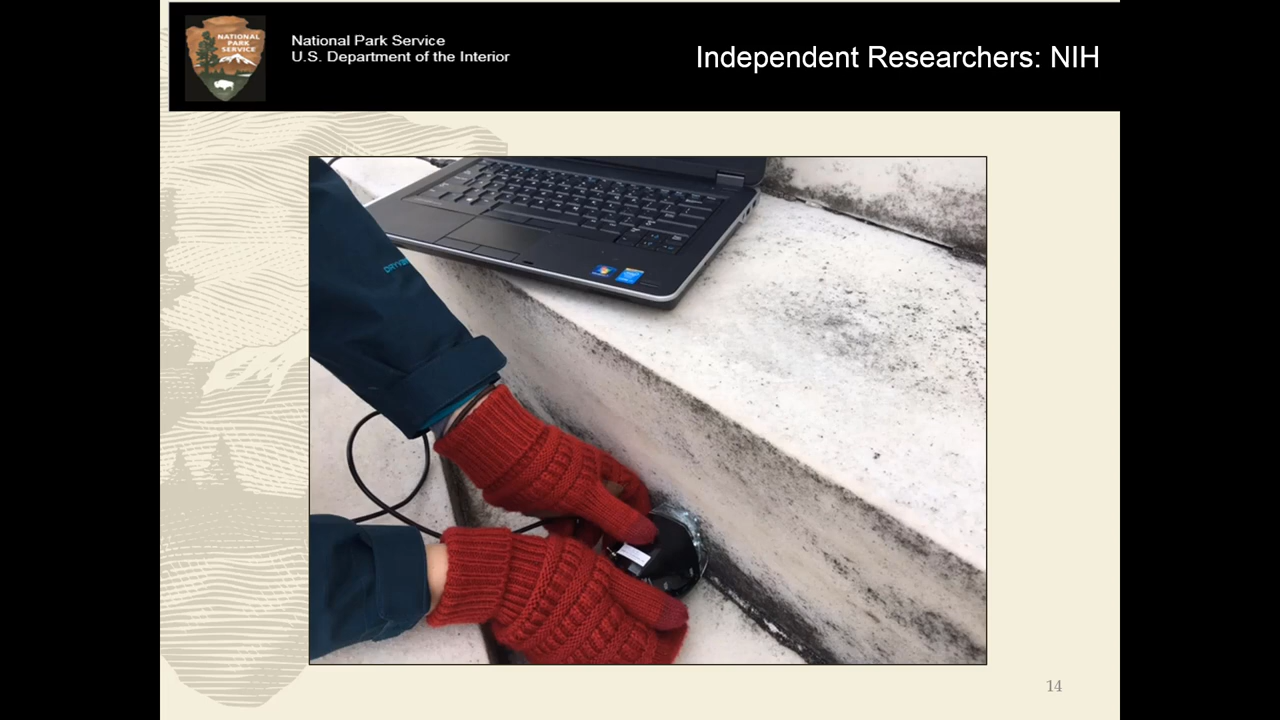 NATIONAL
PARK
SERVICE
National Park Service
U.S. Department of the Interior
Independent Researchers: NIH
14